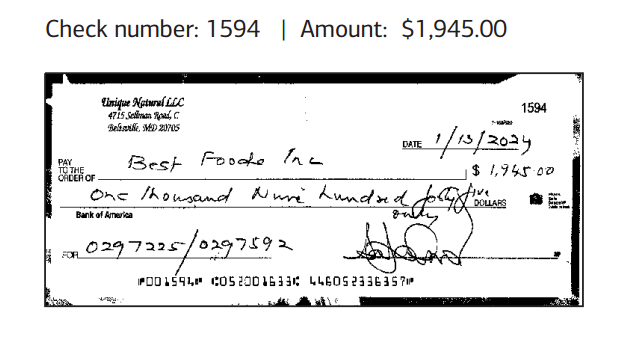 Check number: 1594 | Amount: $1,945.00
Unique Natural LLC
4715 Sellman Road, C
Beltsville, MD 20705
1594
DATE 1/13/2024
PAY TO THE ORDER OF Best Foods Inc $ 1,945.00
One Thousand Nine hundred forty five only DOLLARS
Bank of America
FOR 0297225/0297592
⑈001594⑈ ⑆052001633⑆ 446052336357⑈